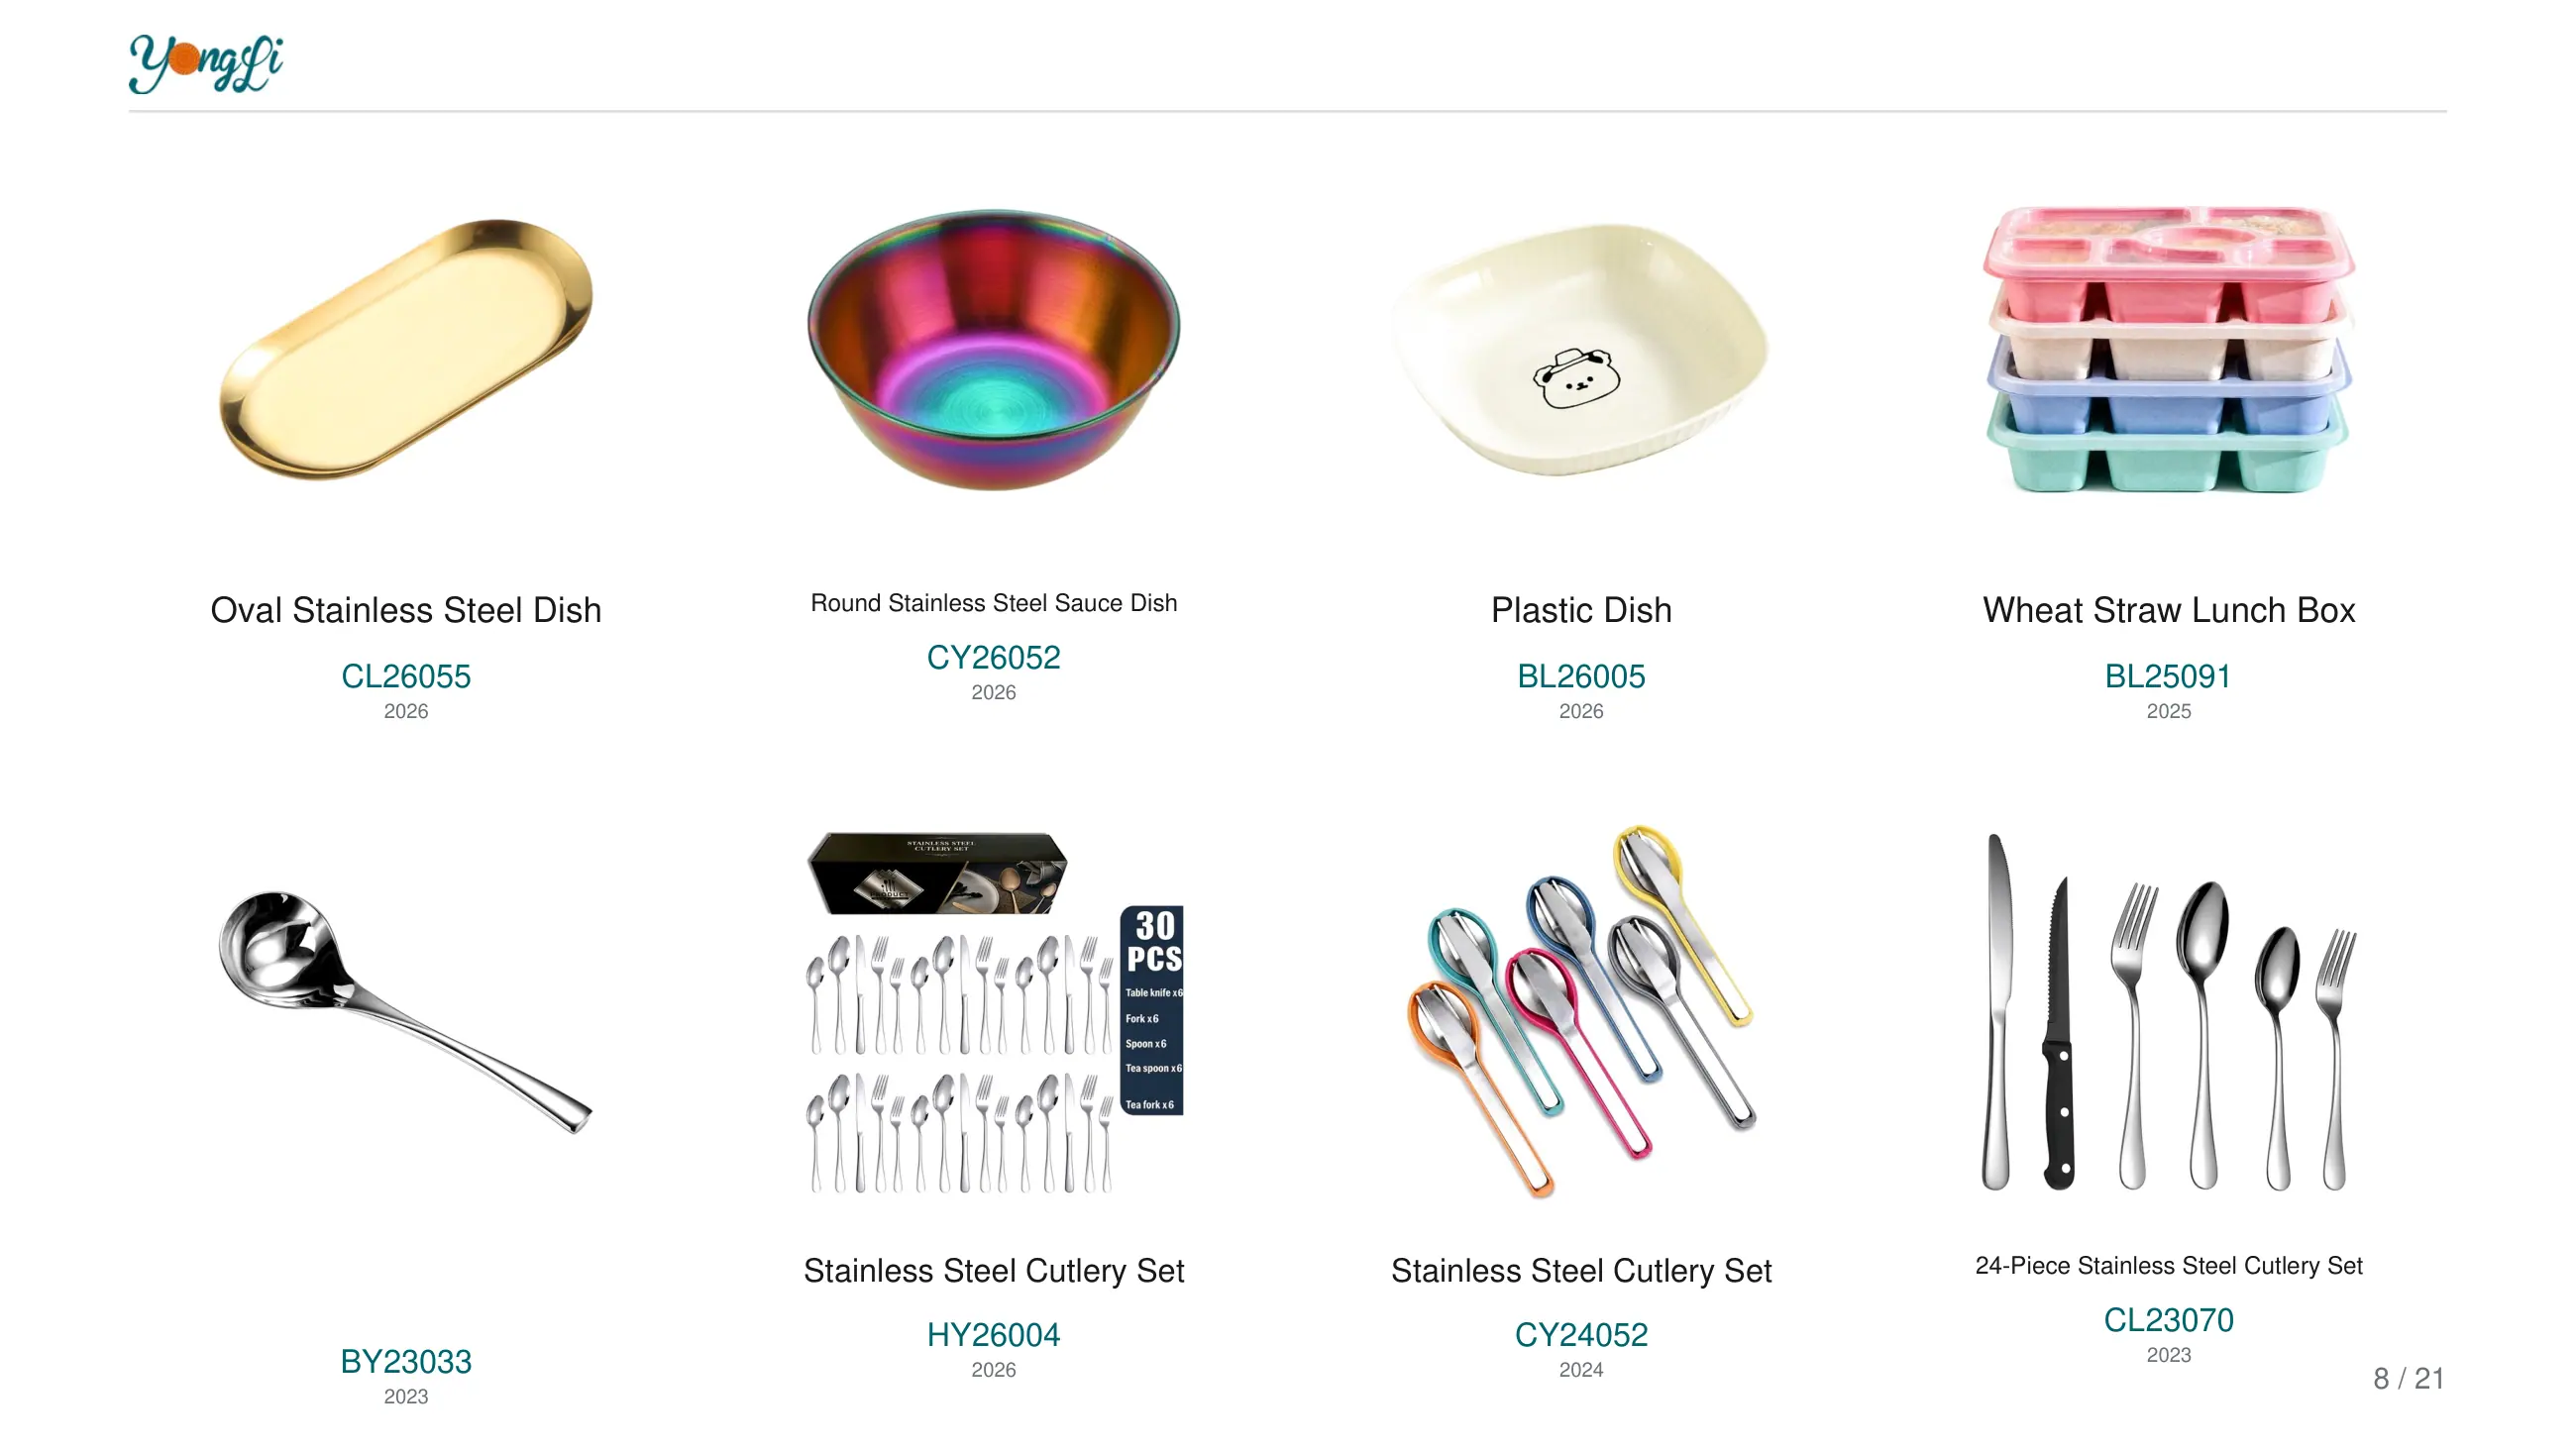 YongLi
Oval Stainless Steel Dish
CL26055
2026
Round Stainless Steel Sauce Dish
CY26052
2026
Plastic Dish
BL26005
2026
Wheat Straw Lunch Box
BL25091
2025
BY23033
2023
STAINLESS STEEL
CUTLERY SET
30
PCS
Table knife x6
Fork x6
Spoon x6
Tea spoon x6
Tea fork x6
Stainless Steel Cutlery Set
HY26004
2026
Stainless Steel Cutlery Set
CY24052
2024
24-Piece Stainless Steel Cutlery Set
CL23070
2023
8 / 21